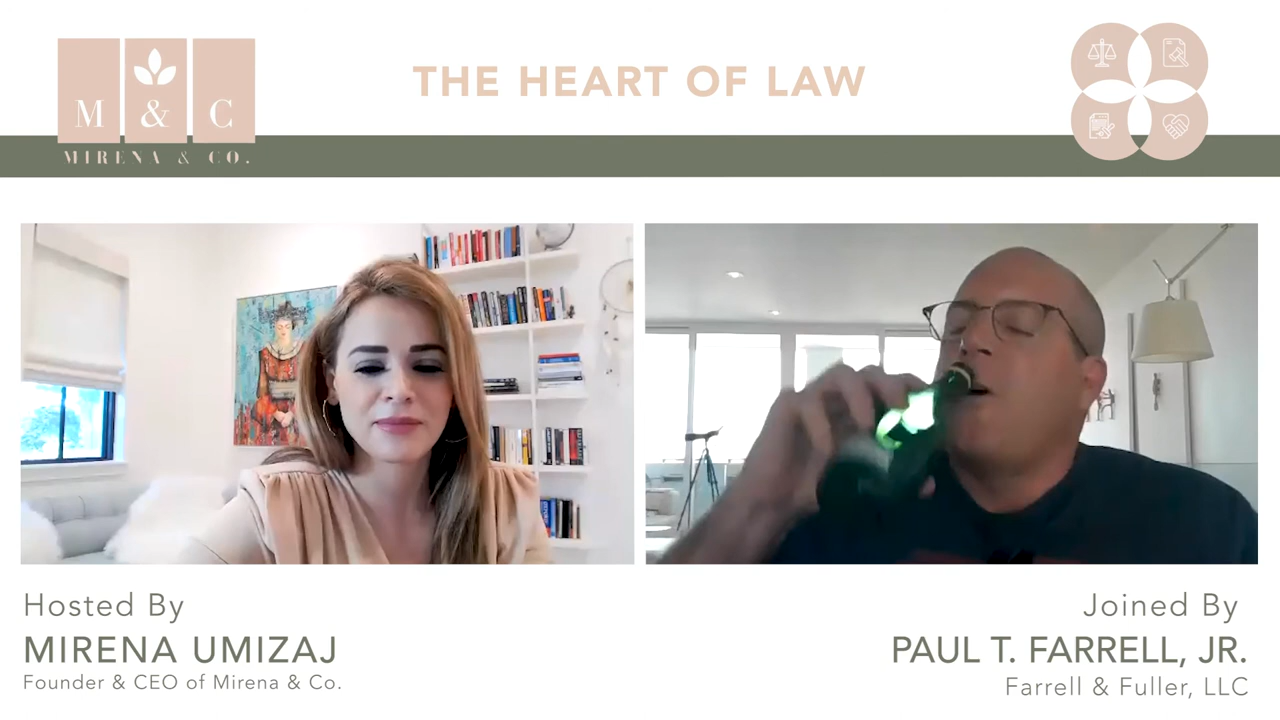 M & C
MIRENA & CO.
THE HEART OF LAW
Hosted By
MIRENA UMIZAJ
Founder & CEO of Mirena & Co.
Joined By
PAUL T. FARRELL, JR.
Farrell & Fuller, LLC